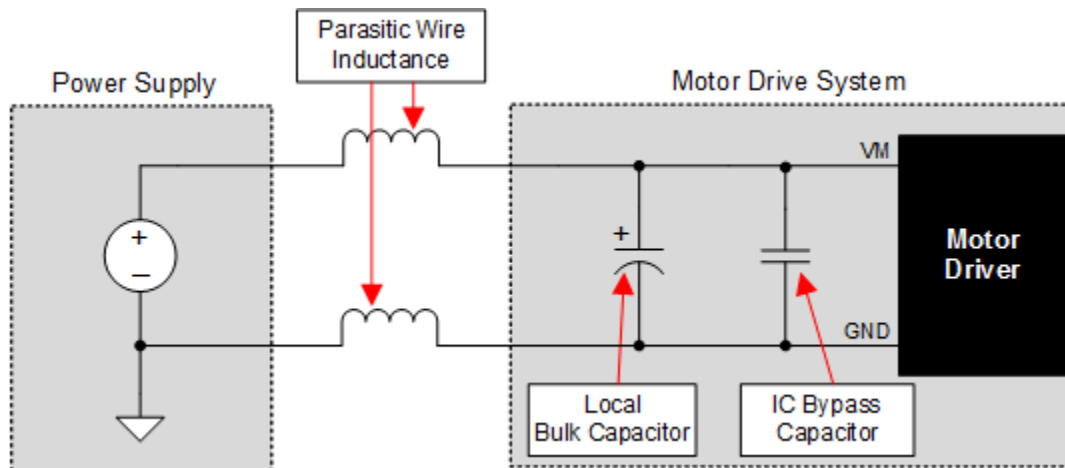 Parasitic Wire
Inductance
Power Supply
Motor Drive System
VM
+
–
+
Motor
Driver
GND
Local
Bulk Capacitor
IC Bypass
Capacitor